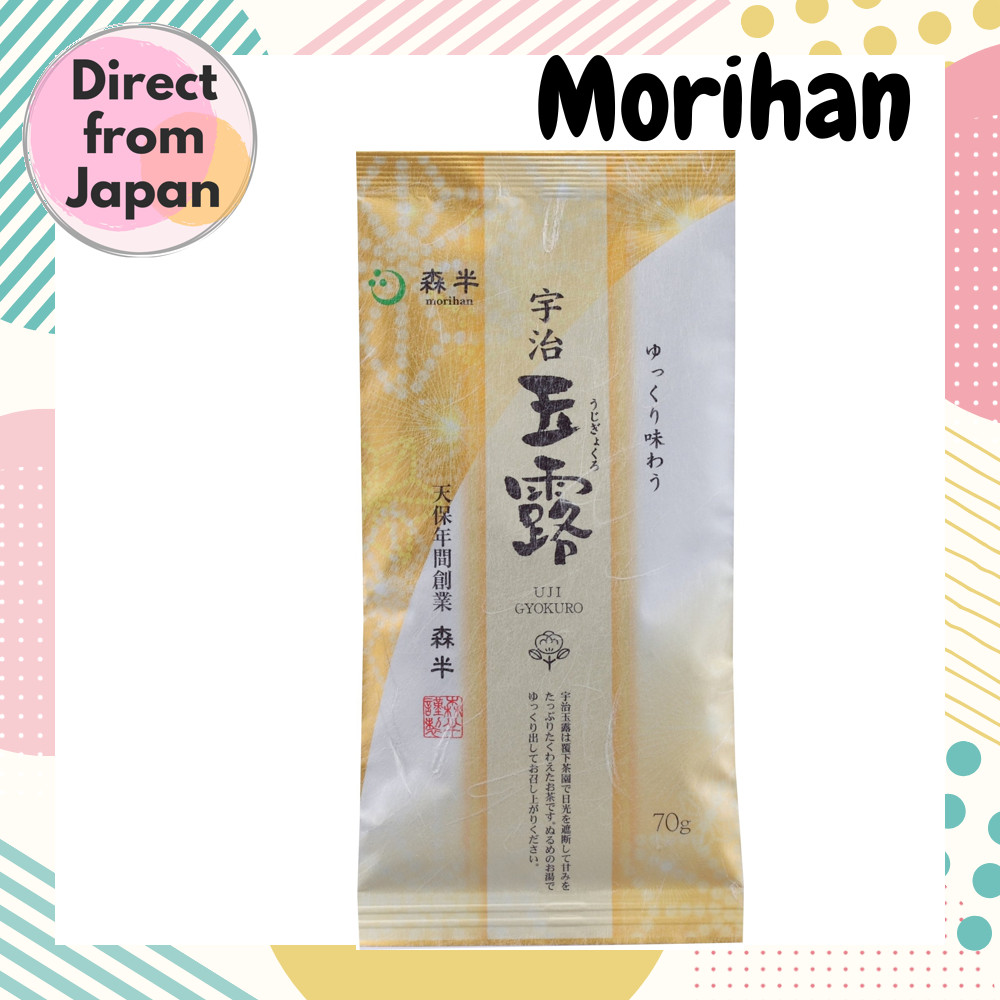 Direct
from
Japan
Morihan
森半
morihan
宇治
玉露
うじぎょくろ
ゆっくり味わう
天保年間創業 森半
UJI
GYOKURO
宇治玉露は覆下茶園で日光を遮断して甘みを
たっぷりたくわえたお茶です。ぬるめのお湯で
ゆっくり出してお召し上がりください。
70g